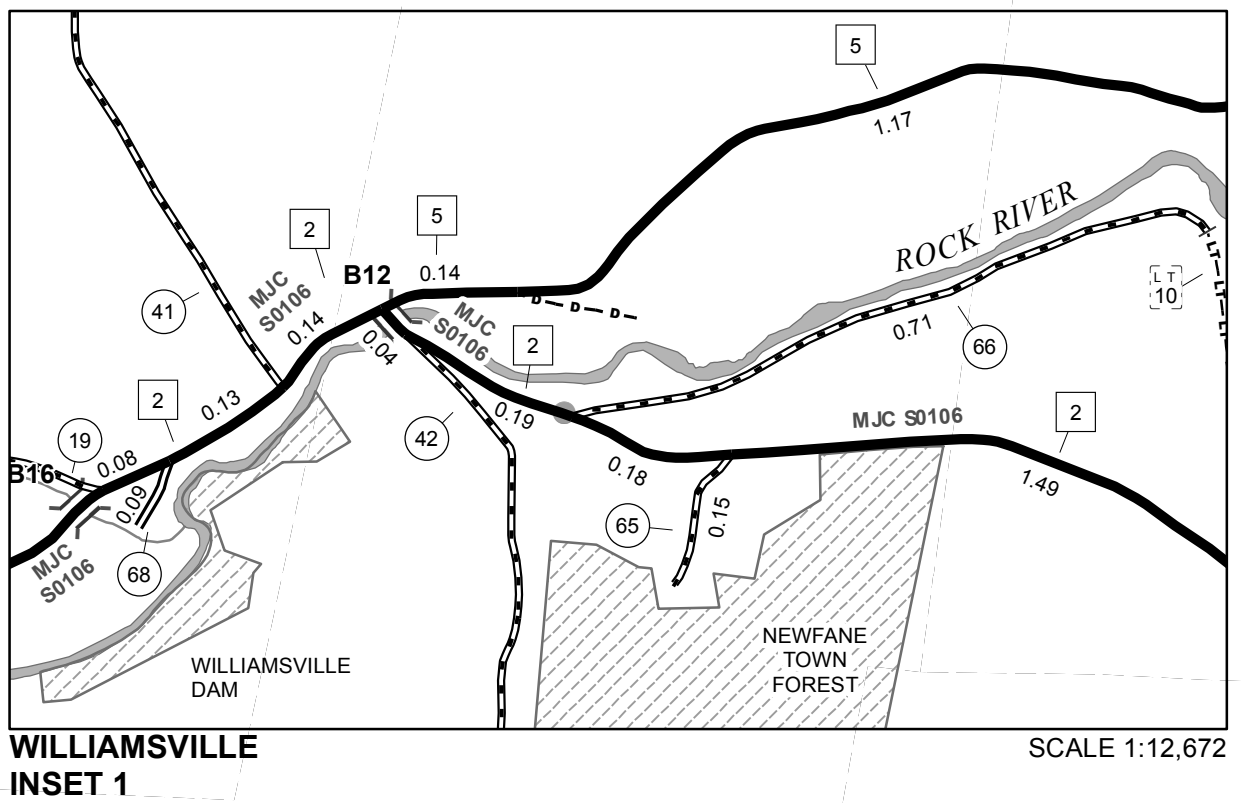 5
1.17
2
5
B12
0.14
ROCK RIVER
MJC
S0106
0.14
41
LT
10
MJC
S0106
0.04
D D D
LT LT LT
0.71
66
2
2
0.13
0.19
42
MJC S0106
2
19
0.08
B16
0.18
1.49
0.09
65
0.15
68
MJC
S0106
WILLIAMSVILLE
DAM
NEWFANE
TOWN
FOREST
WILLIAMSVILLE
INSET 1
SCALE 1:12,672